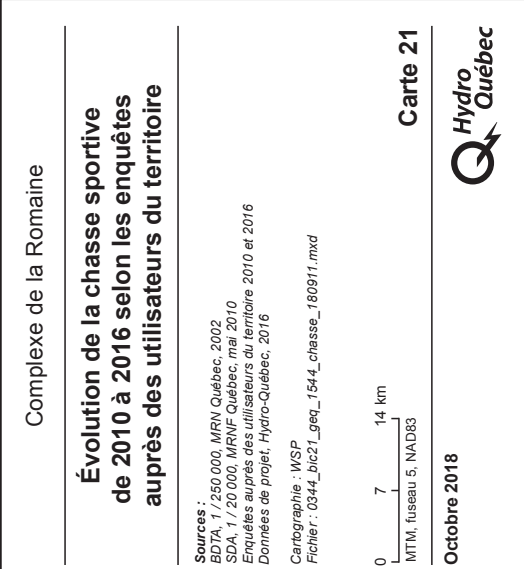 Complexe de la Romaine
Évolution de la chasse sportive
de 2010 à 2016 selon les enquêtes
auprès des utilisateurs du territoire
Sources :
BDTA, 1 / 250 000, MRN Québec, 2002
SDA, 1 / 20 000, MRNF Québec, mai 2010
Enquêtes auprès des utilisateurs du territoire 2010 et 2016
Données de projet, Hydro-Québec, 2016
Cartographie : WSP
Fichier : 0344_bic21_geq_1544_chasse_180911.mxd
0 7 14 km
MTM, fuseau 5, NAD83
Carte 21
Octobre 2018
Hydro
Québec